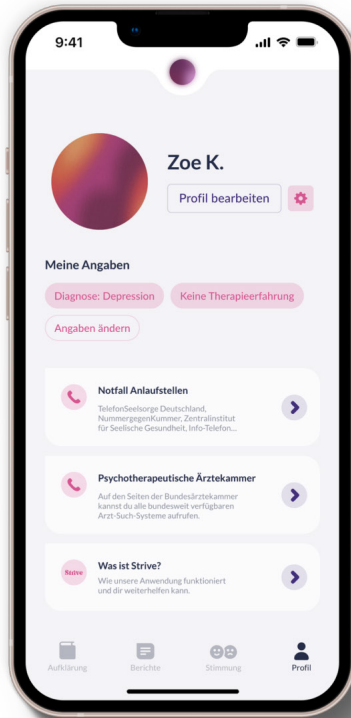 9:41
Zoe K.
Profil bearbeiten
Meine Angaben
Diagnose: Depression
Keine Therapieerfahrung
Angaben ändern
Notfall Anlaufstellen
TelefonSeelsorge Deutschland,
NummergegenKummer, Zentralinstitut
für Seelische Gesundheit, Info-Telefon...
Psychotherapeutische Ärztekammer
Auf den Seiten der Bundesärztekammer
kannst du alle bundesweit verfügbaren
Arzt-Such-Systeme aufrufen.
Strive
Was ist Strive?
Wie unsere Anwendung funktioniert
und dir weiterhelfen kann.
Aufklärung
Berichte
Stimmung
Profil